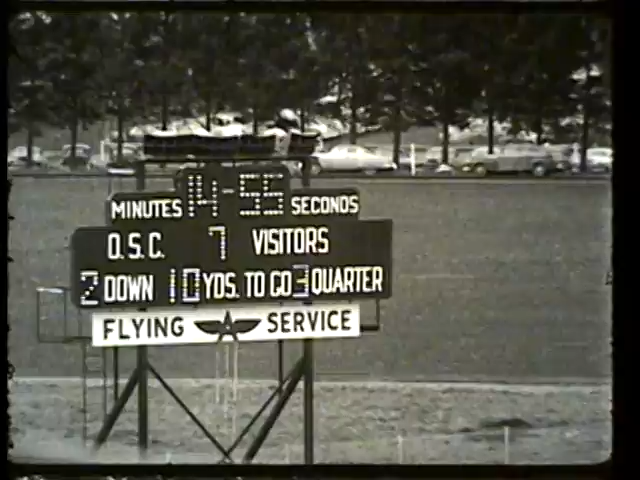 14-55
MINUTES SECONDS
O.S.C. 7 VISITORS
2 DOWN 10 YDS. TO GO 3 QUARTER
FLYING A SERVICE